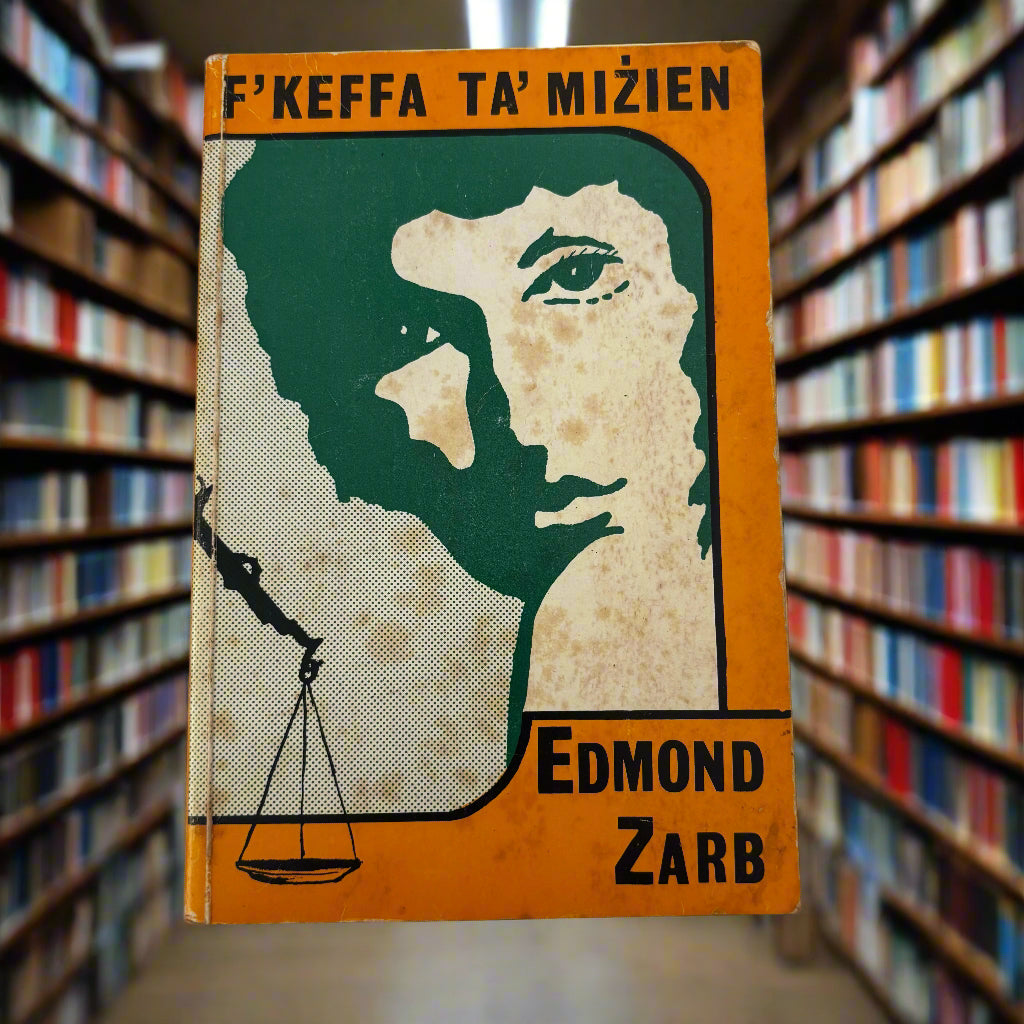 F'KEFFA TA' MIŻIEN
EDMOND
ZARB